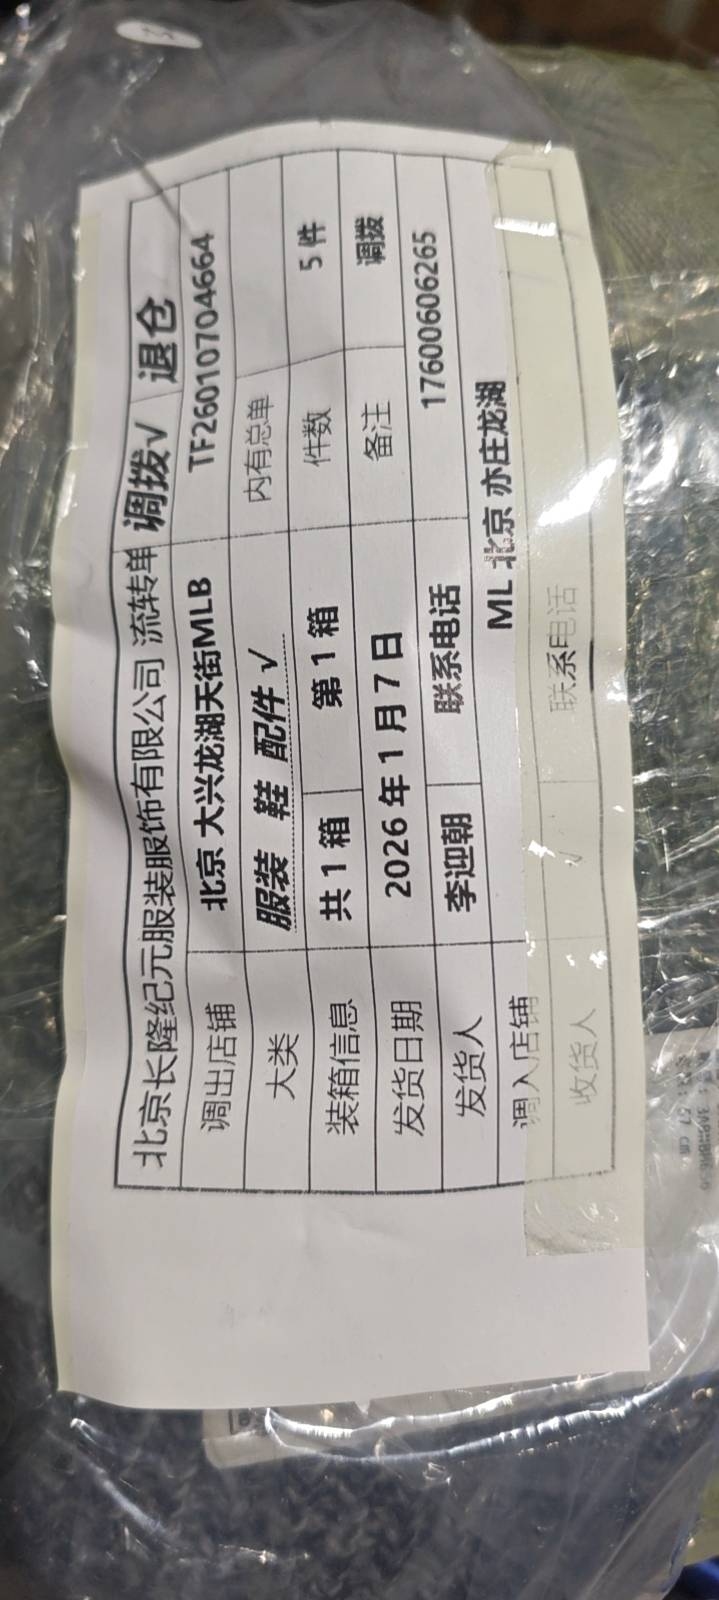 北京长隆纪元服装服饰有限公司 流转单 调拨√ 退仓
调出店铺 北京 大兴龙湖天街MLB TF26010704664
大类 服装 鞋 配件 √ 内有总单
装箱信息 共 1 箱 第 1 箱 件数 5 件
发货日期 2026 年 1 月 7 日 备注 调拨
发货人 李迎朝 联系电话 17600606265
调入店铺 ML 北京 亦庄龙湖
收货人 联系电话